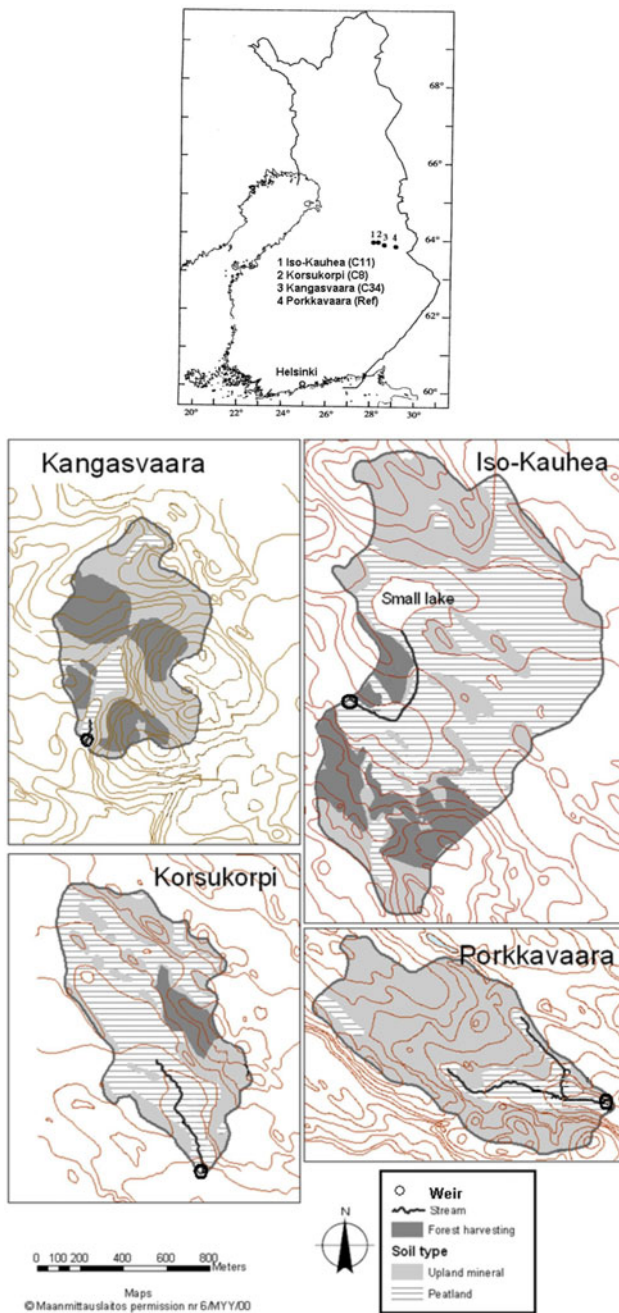 68°
66°
1 2 3 4
64°
1 Iso-Kauhea (C11)
2 Korsukorpi (C8)
3 Kangasvaara (C34)
4 Porkkavaara (Ref)
62°
Helsinki
60°
20° 22° 24° 26° 28° 30°
Kangasvaara
Iso-Kauhea
Small lake
Korsukorpi
Porkkavaara
Weir
Stream
Forest harvesting
Soil type
Upland mineral
Peatland
N
0 100 200 400 600 800
Meters
Maps
© Maanmittauslaitos permission nr 6/MYY/00